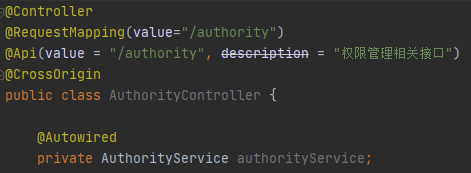 @Controller
@RequestMapping(value="/authority")
@Api(value = "/authority", description = "权限管理相关接口")
@CrossOrigin
public class AuthorityController {
@Autowired
private AuthorityService authorityService;